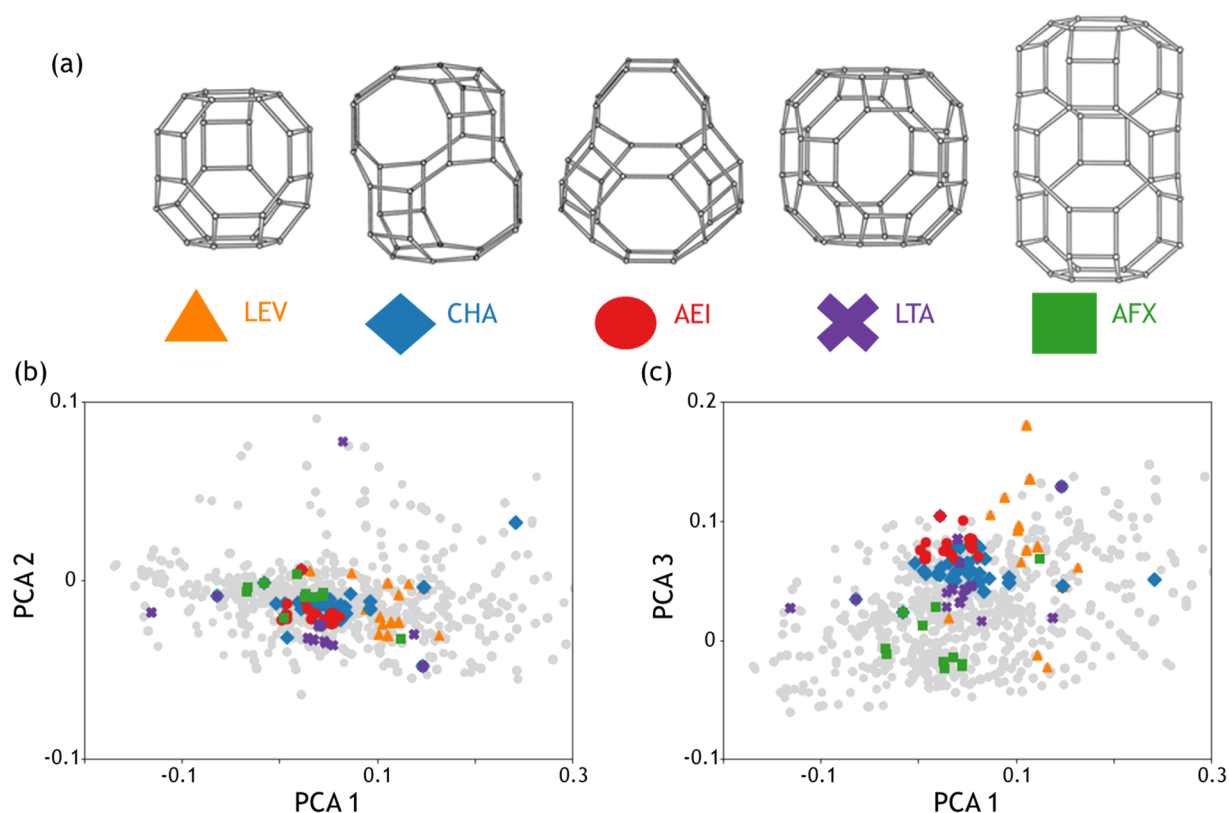 (a)
LEV
CHA
AEI
LTA
AFX
(b)
0.1
PCA 2
0
-0.1
-0.1
0.1
0.3
PCA 1
(c)
0.2
0.1
PCA 3
0
-0.1
-0.1
0.1
0.3
PCA 1